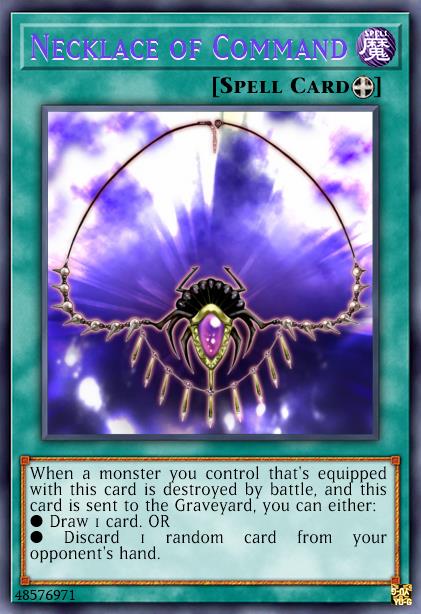 Necklace of Command
SPELL
魔
[Spell Card]
When a monster you control that's equipped
with this card is destroyed by battle, and this
card is sent to the Graveyard, you can either:
● Draw 1 card. OR
● Discard 1 random card from your
opponent's hand.
48576971